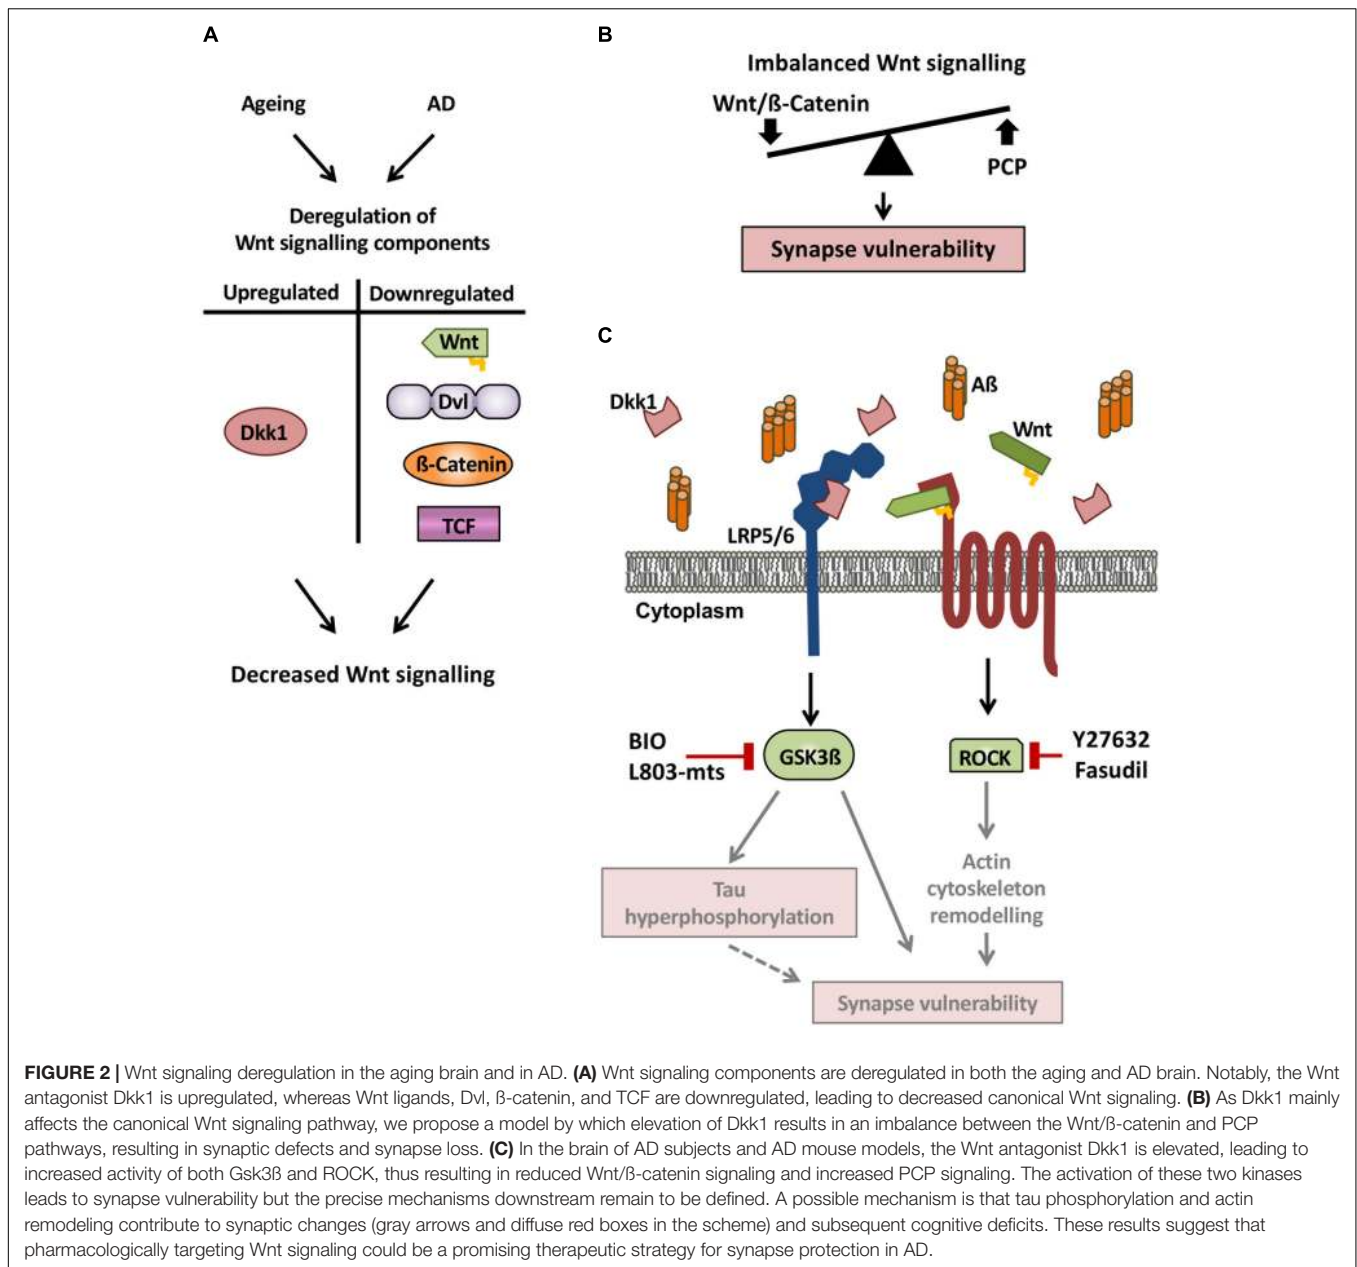 A
Ageing
AD
Deregulation of
Wnt signalling components
Upregulated
Downregulated
Dkk1
Wnt
Dvl
ß-Catenin
TCF
Decreased Wnt signalling
B
Imbalanced Wnt signalling
Wnt/ß-Catenin
PCP
Synapse vulnerability
C
Dkk1
Aß
Wnt
LRP5/6
Cytoplasm
BIO
L803-mts
GSK3ß
ROCK
Y27632
Fasudil
Tau
hyperphosphorylation
Actin
cytoskeleton
remodelling
Synapse vulnerability
FIGURE 2 | Wnt signaling deregulation in the aging brain and in AD. (A) Wnt signaling components are deregulated in both the aging and AD brain. Notably, the Wnt
antagonist Dkk1 is upregulated, whereas Wnt ligands, Dvl, ß-catenin, and TCF are downregulated, leading to decreased canonical Wnt signaling. (B) As Dkk1 mainly
affects the canonical Wnt signaling pathway, we propose a model by which elevation of Dkk1 results in an imbalance between the Wnt/ß-catenin and PCP
pathways, resulting in synaptic defects and synapse loss. (C) In the brain of AD subjects and AD mouse models, the Wnt antagonist Dkk1 is elevated, leading to
increased activity of both Gsk3ß and ROCK, thus resulting in reduced Wnt/ß-catenin signaling and increased PCP signaling. The activation of these two kinases
leads to synapse vulnerability but the precise mechanisms downstream remain to be defined. A possible mechanism is that tau phosphorylation and actin
remodeling contribute to synaptic changes (gray arrows and diffuse red boxes in the scheme) and subsequent cognitive deficits. These results suggest that
pharmacologically targeting Wnt signaling could be a promising therapeutic strategy for synapse protection in AD.